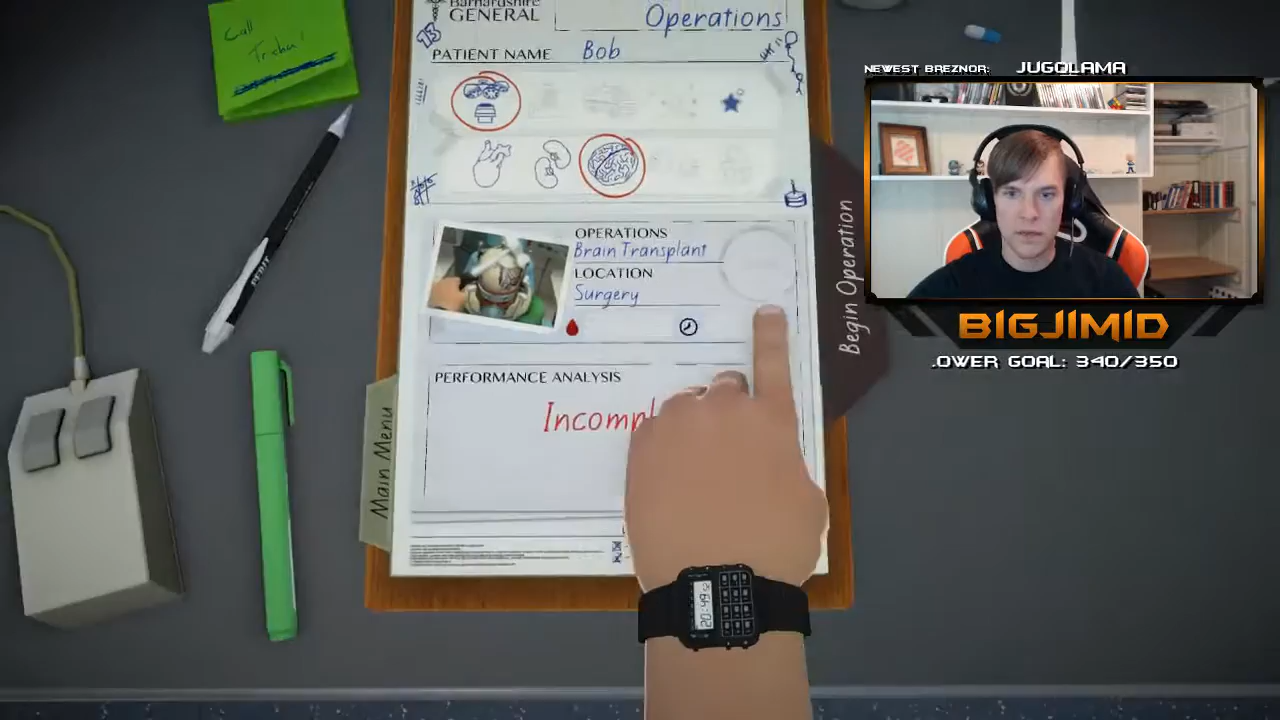 Barnardshire
GENERAL
Operations
Call
PATIENT NAME Bob
NEWEST BREZNOR: JUGOLAMA
OPERATIONS
Brain Transplant
LOCATION
Surgery
Begin Operation
BIGJIMID
.OWER GOAL: 340/350
PERFORMANCE ANALYSIS
Incompl
Main Menu